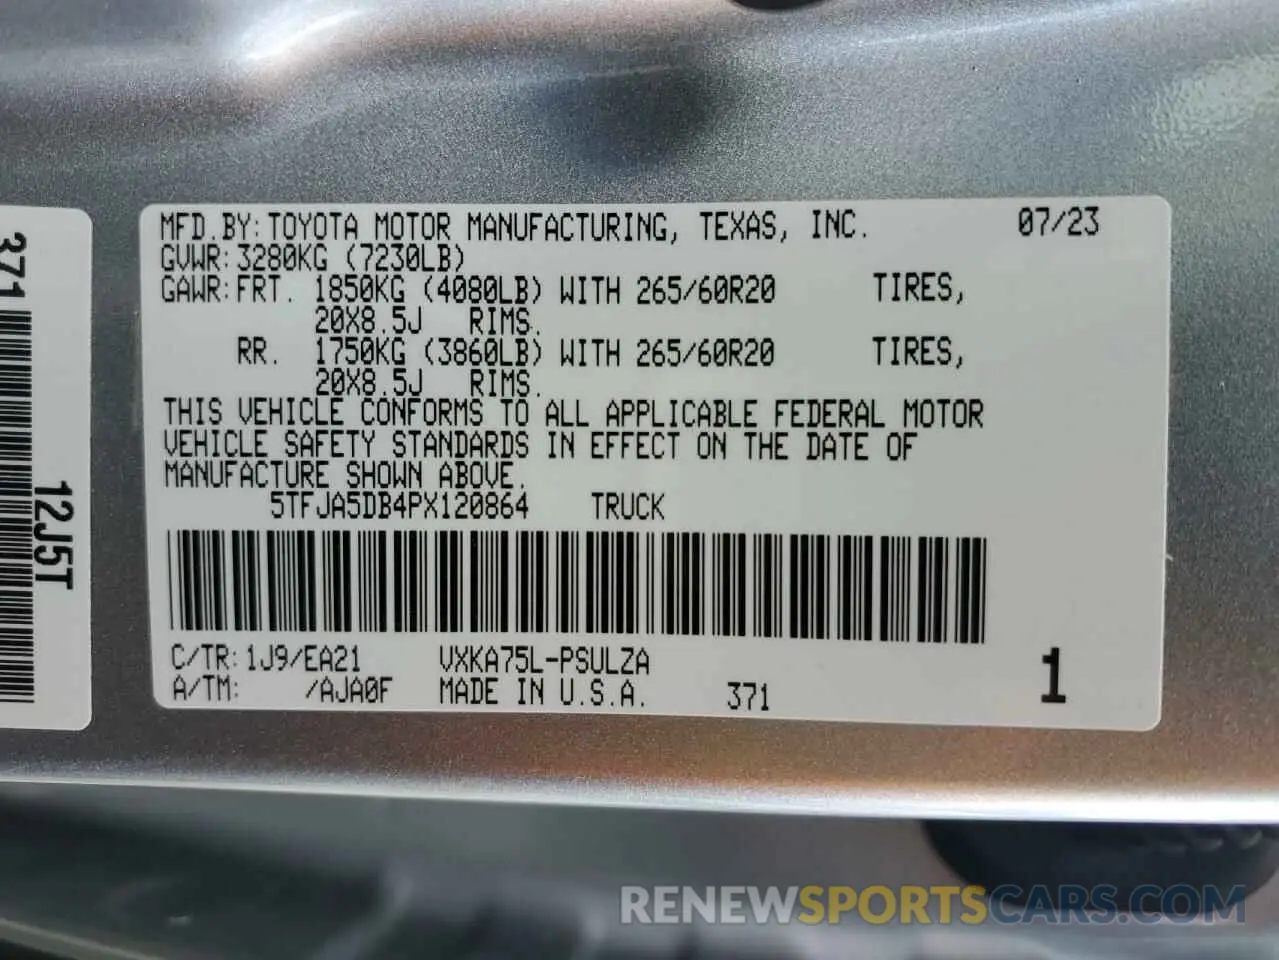 MFD.BY:TOYOTA MOTOR MANUFACTURING, TEXAS, INC. 07/23
GVWR:3280KG (7230LB)
GAWR:FRT. 1850KG (4080LB) WITH 265/60R20 TIRES,
20X8.5J RIMS.
RR. 1750KG (3860LB) WITH 265/60R20 TIRES,
20X8.5J RIMS.
THIS VEHICLE CONFORMS TO ALL APPLICABLE FEDERAL MOTOR
VEHICLE SAFETY STANDARDS IN EFFECT ON THE DATE OF
MANUFACTURE SHOWN ABOVE.
5TFJA5DB4PX120864 TRUCK
C/TR:1J9/EA21 VXKA75L-PSULZA
A/TM: /AJA0F MADE IN U.S.A. 371
1
371
12J5T
RENEWSPORTSCARS.COM